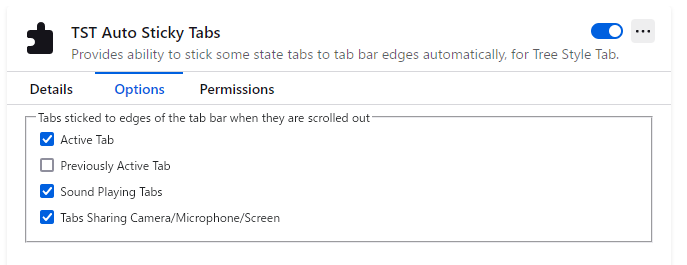 TST Auto Sticky Tabs
Provides ability to stick some state tabs to tab bar edges automatically, for Tree Style Tab.
Details Options Permissions
Tabs sticked to edges of the tab bar when they are scrolled out
Active Tab
Previously Active Tab
Sound Playing Tabs
Tabs Sharing Camera/Microphone/Screen